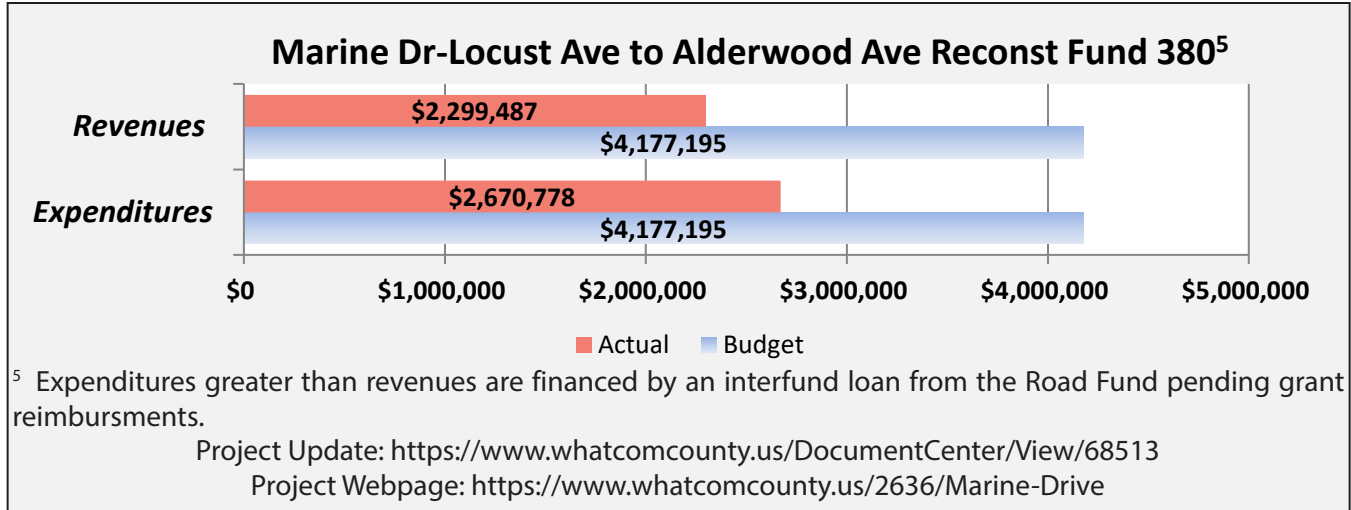 Marine Dr-Locust Ave to Alderwood Ave Reconst Fund 380⁵
Revenues
$2,299,487
$4,177,195
Expenditures
$2,670,778
$4,177,195
$0 $1,000,000 $2,000,000 $3,000,000 $4,000,000 $5,000,000
Actual Budget
⁵ Expenditures greater than revenues are financed by an interfund loan from the Road Fund pending grant
reimbursments.
Project Update: https://www.whatcomcounty.us/DocumentCenter/View/68513
Project Webpage: https://www.whatcomcounty.us/2636/Marine-Drive